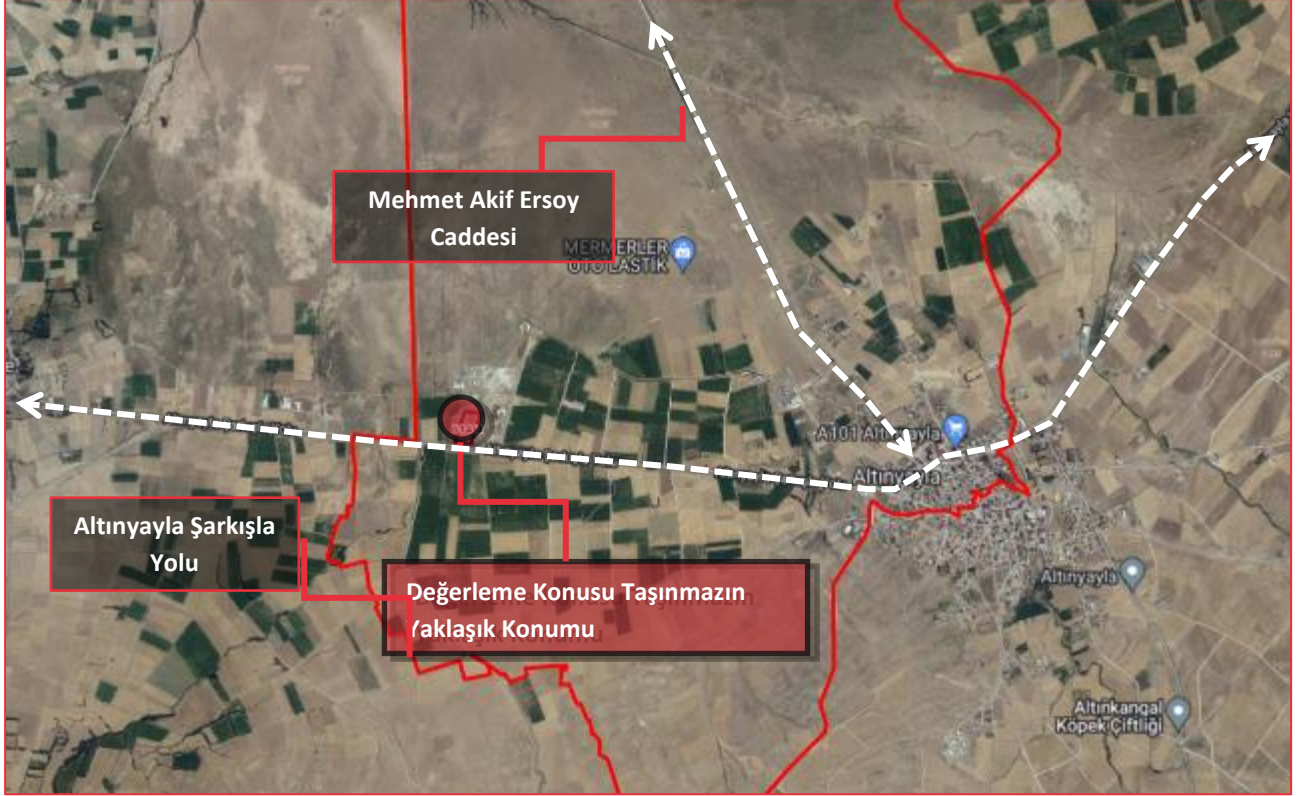 Mehmet Akif Ersoy
Caddesi
MERMERLER
OTO LASTİK
A101 Altınyayla
Altınyayla
Altınyayla Şarkışla
Yolu
Değerleme Konusu Taşınmazın
Yaklaşık Konumu
Altınyayla
Altınkangal
Köpek Çiftliği